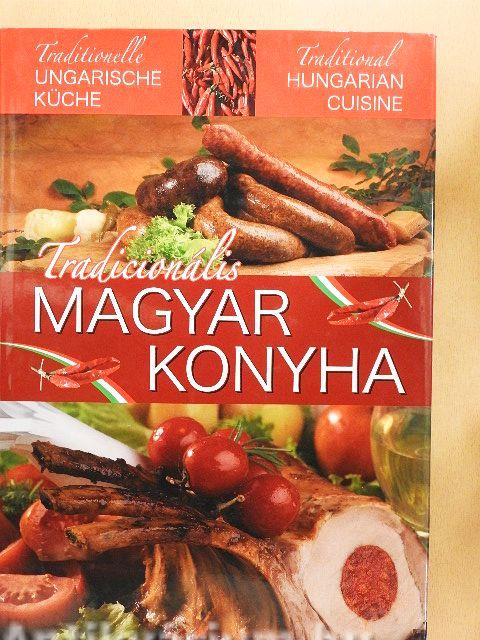 Traditionelle
UNGARISCHE
KÜCHE
Traditional
HUNGARIAN
CUISINE
Tradicionális
MAGYAR
KONYHA